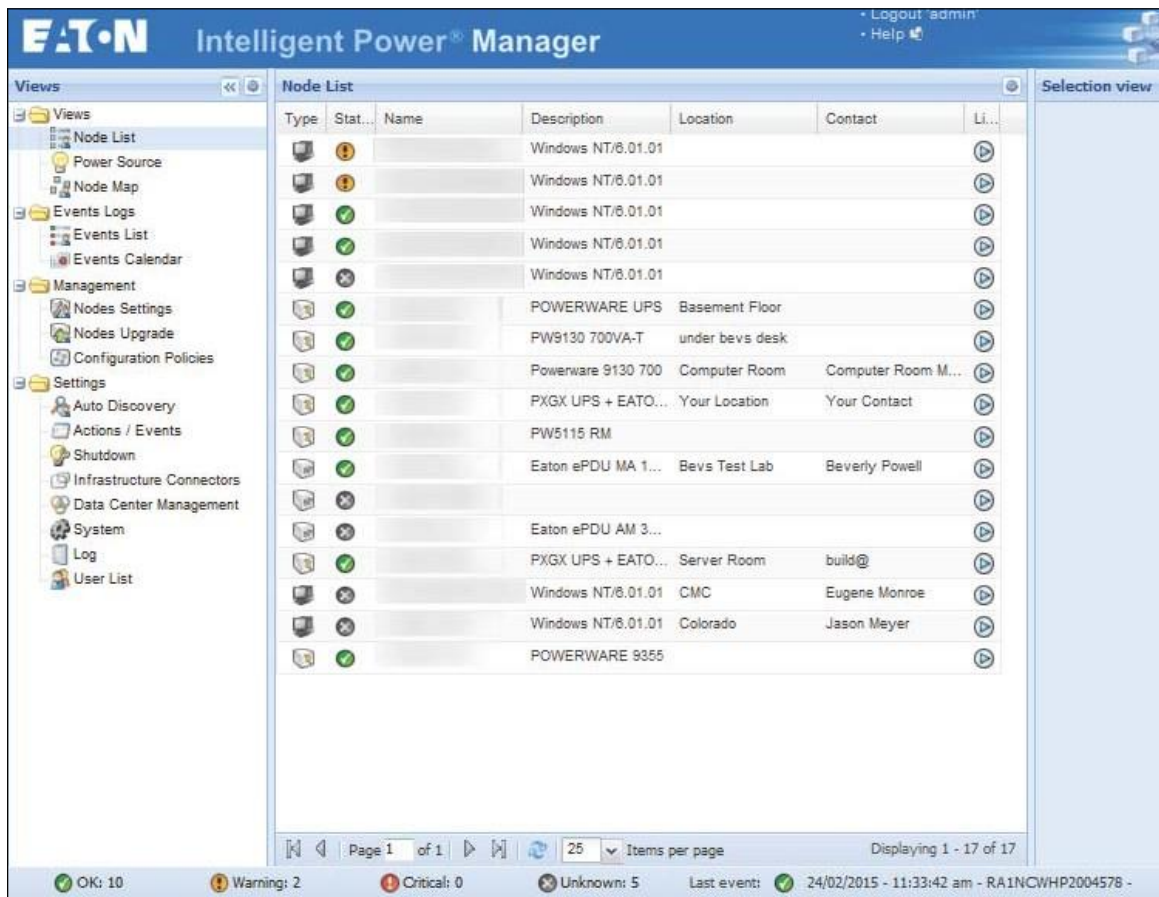 EATON Intelligent Power® Manager
• Logout 'admin'
• Help
Views
Node List
Selection view
Views
Node List
Power Source
Node Map
Events Logs
Events List
Events Calendar
Management
Nodes Settings
Nodes Upgrade
Configuration Policies
Settings
Auto Discovery
Actions / Events
Shutdown
Infrastructure Connectors
Data Center Management
System
Log
User List
Type Stat... Name Description Location Contact Li...
Windows NT/6.01.01
Windows NT/6.01.01
Windows NT/6.01.01
Windows NT/6.01.01
Windows NT/6.01.01
POWERWARE UPS Basement Floor
PW9130 700VA-T under bevs desk
Powerware 9130 700 Computer Room Computer Room M...
PXGX UPS + EATO... Your Location Your Contact
PW5115 RM
Eaton ePDU MA 1... Bevs Test Lab Beverly Powell
Eaton ePDU AM 3...
PXGX UPS + EATO... Server Room build@
Windows NT/6.01.01 CMC Eugene Monroe
Windows NT/6.01.01 Colorado Jason Meyer
POWERWARE 9355
Page 1 of 1 25 Items per page Displaying 1 - 17 of 17
OK: 10 Warning: 2 Critical: 0 Unknown: 5 Last event: 24/02/2015 - 11:33:42 am - RA1NCWHP2004578 -